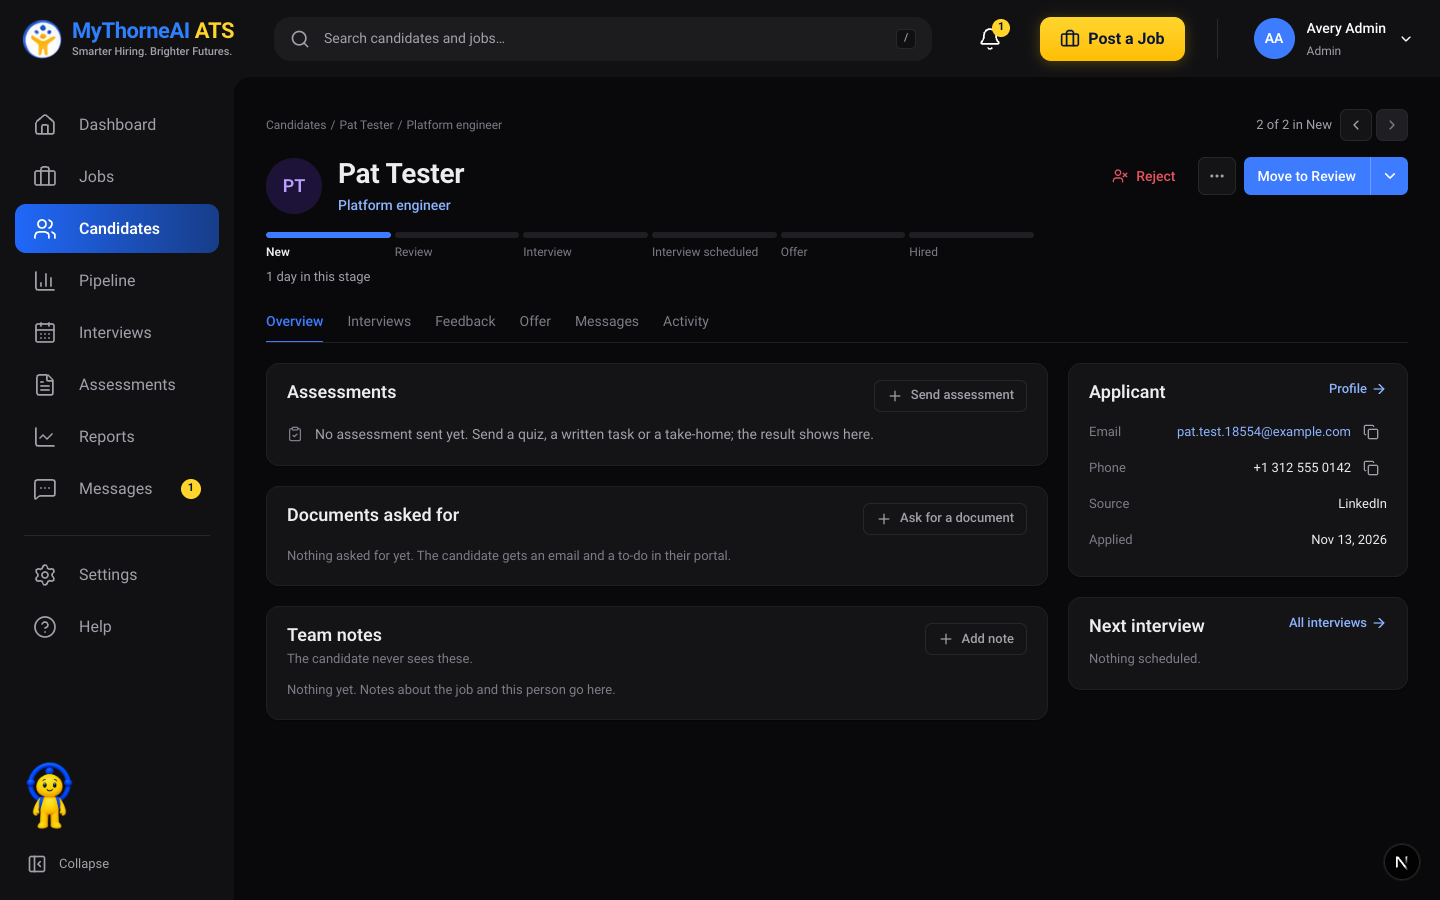 MyThorneAI ATS
Smarter Hiring. Brighter Futures.
Search candidates and jobs…
/
1
Post a Job
AA
Avery Admin
Admin
Dashboard
Jobs
Candidates
Pipeline
Interviews
Assessments
Reports
Messages
1
Settings
Help
Collapse
Candidates / Pat Tester / Platform engineer
2 of 2 in New
PT
Pat Tester
Platform engineer
Reject
Move to Review
New
Review
Interview
Interview scheduled
Offer
Hired
1 day in this stage
Overview
Interviews
Feedback
Offer
Messages
Activity
Assessments
Send assessment
No assessment sent yet. Send a quiz, a written task or a take-home; the result shows here.
Documents asked for
Ask for a document
Nothing asked for yet. The candidate gets an email and a to-do in their portal.
Team notes
The candidate never sees these.
Add note
Nothing yet. Notes about the job and this person go here.
Applicant
Profile
Email
pat.test.18554@example.com
Phone
+1 312 555 0142
Source
LinkedIn
Applied
Nov 13, 2026
Next interview
All interviews
Nothing scheduled.
N